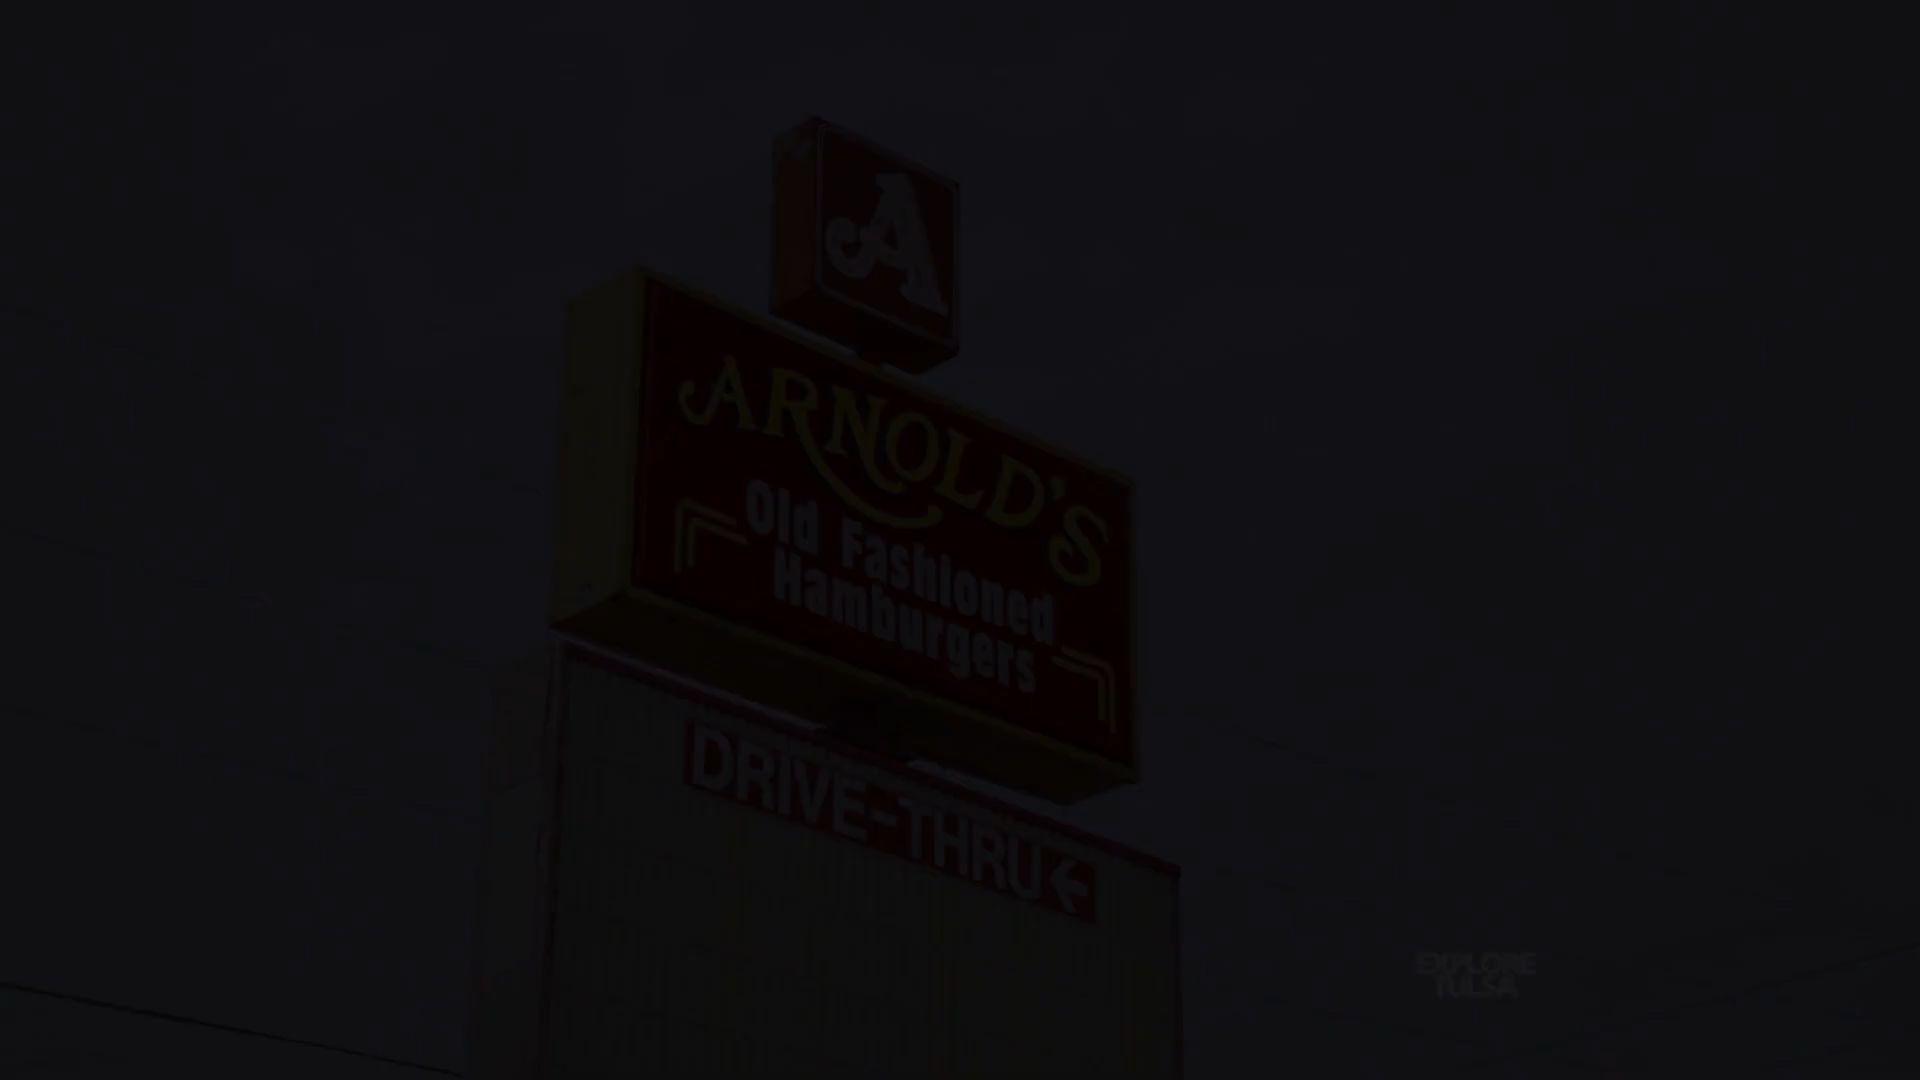 A
ARNOLD'S
Old Fashioned
Hamburgers
DRIVE-THRU←
EXPLORE
TULSA